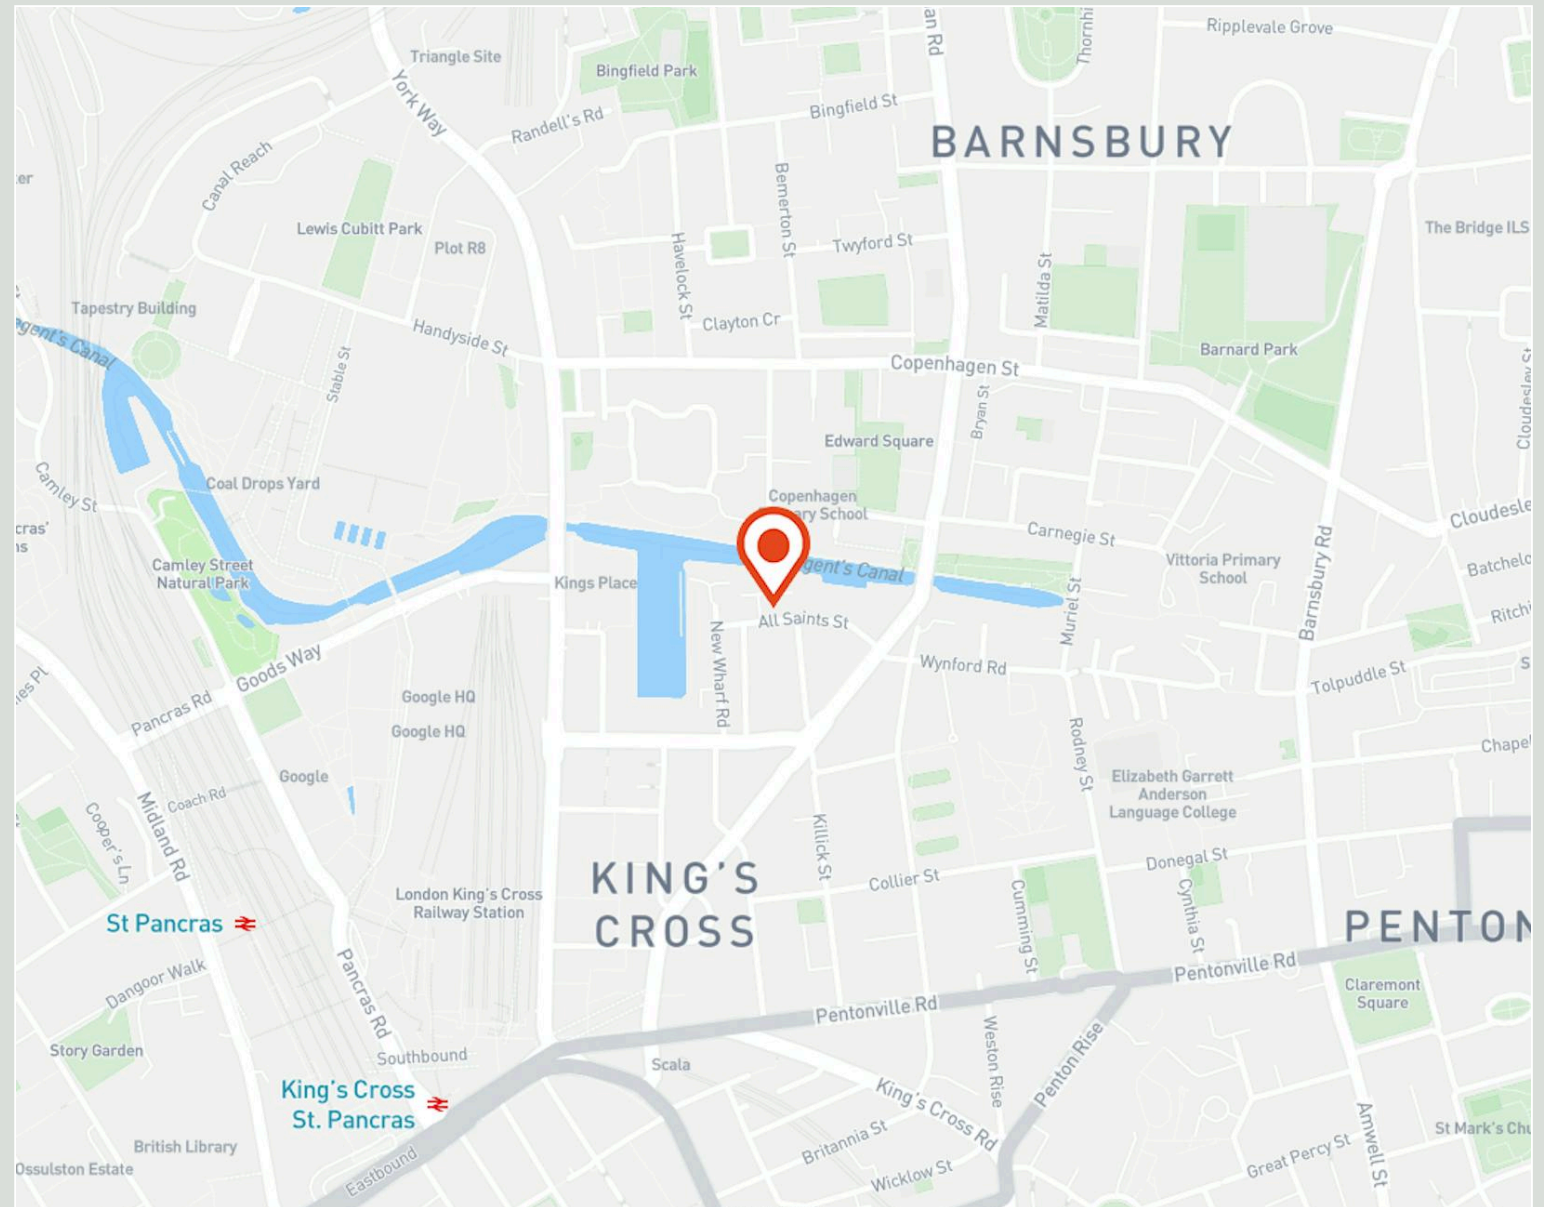 Triangle Site
Bingfield Park
Ripplevale Grove
York Way
Randell's Rd
Bingfield St
BARNSBURY
Canal Reach
Bemerton St
Lewis Cubitt Park
Plot R8
Havelock St
Twyford St
Matilda St
The Bridge ILS
Tapestry Building
Handyside St
Clayton Cr
Barnard Park
Stable St
Copenhagen St
Bryan St
Cloudesley St
Edward Square
Camley St
Coal Drops Yard
Copenhagen
School
Carnegie St
Camley Street
Natural Park
Kings Place
Canal
Vittoria Primary
School
Barnsbury Rd
All Saints St
Muriel St
New Wharf Rd
Wynford Rd
Tolpuddle St
Goods Way
Pancras Rd
Google HQ
Google HQ
Rodney St
Google
Elizabeth Garrett
Anderson
Language College
Coach Rd
Midland Rd
Cooper's Ln
Killick St
Donegal St
Collier St
KING'S
CROSS
London King's Cross
Railway Station
Cumming St
Cynthia St
St Pancras
Dangoor Walk
Pancras Rd
Pentonville Rd
Claremont
Square
Pentonville Rd
Story Garden
Southbound
Scala
Weston Rise
Penton Rise
King's Cross
St. Pancras
King's Cross Rd
Amwell St
British Library
Britannia St
Great Percy St
Ossulston Estate
Eastbound
Wicklow St